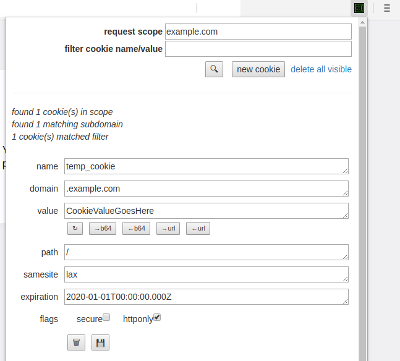 request scope example.com
filter cookie name/value
new cookie delete all visible
found 1 cookie(s) in scope
found 1 matching subdomain
1 cookie(s) matched filter
name temp_cookie
domain .example.com
value CookieValueGoesHere
↻ →b64 ←b64 →url ←url
path /
samesite lax
expiration 2020-01-01T00:00:00.000Z
flags secure httponly